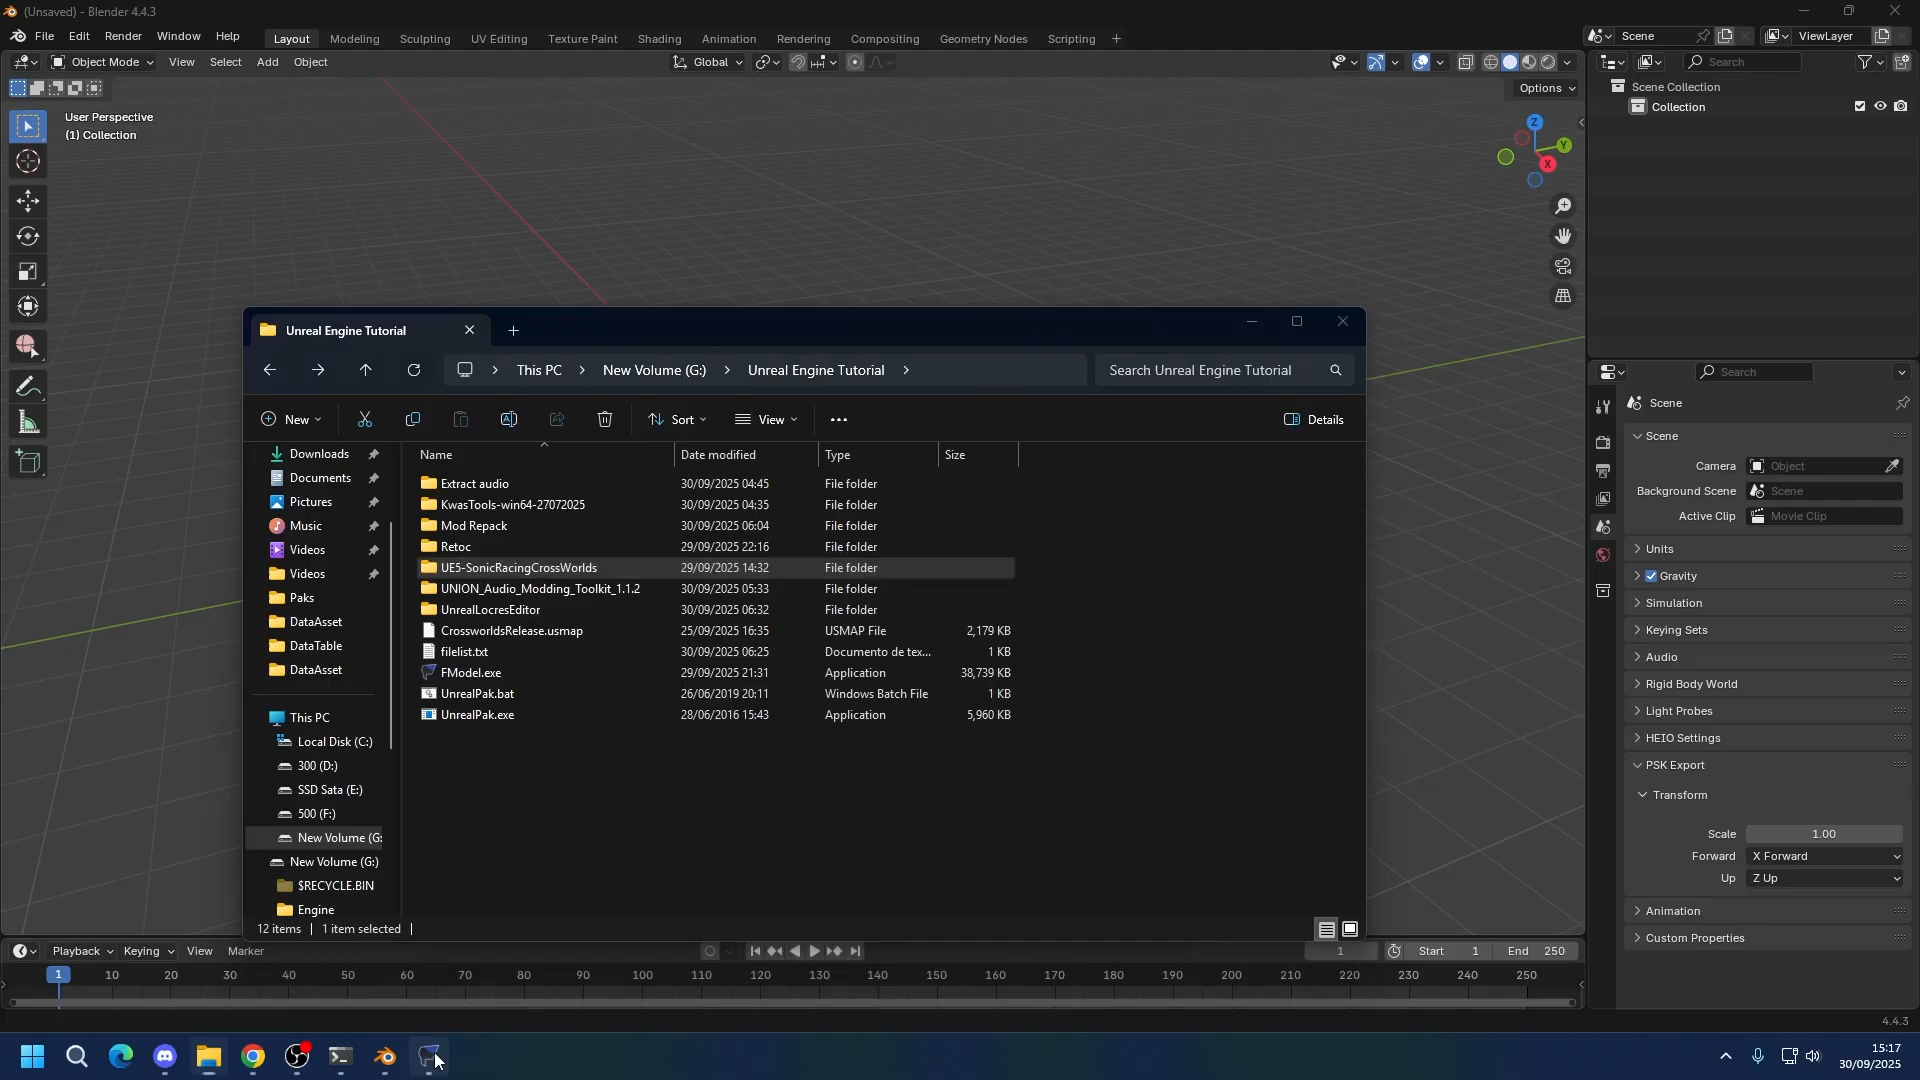 (Unsaved) - Blender 4.4.3
File Edit Render Window Help Layout Modeling Sculpting UV Editing Texture Paint Shading Animation Rendering Compositing Geometry Nodes Scripting + Scene ViewLayer
Object Mode View Select Add Object Global Search
Options
User Perspective
(1) Collection
Scene Collection
Collection
Z
Y
X
Unreal Engine Tutorial
This PC > New Volume (G:) > Unreal Engine Tutorial > Search Unreal Engine Tutorial
New Sort View Details
Name Date modified Type Size
Downloads
Documents
Pictures
Music
Videos
Videos
Paks
DataAsset
DataTable
DataAsset
This PC
Local Disk (C:)
300 (D:)
SSD Sata (E:)
500 (F:)
New Volume (G:
New Volume (G:)
$RECYCLE.BIN
Engine
Extract audio 30/09/2025 04:45 File folder
KwasTools-win64-27072025 30/09/2025 04:35 File folder
Mod Repack 30/09/2025 06:04 File folder
Retoc 29/09/2025 22:16 File folder
UE5-SonicRacingCrossWorlds 29/09/2025 14:32 File folder
UNION_Audio_Modding_Toolkit_1.1.2 30/09/2025 05:33 File folder
UnrealLocresEditor 30/09/2025 06:32 File folder
CrossworldsRelease.usmap 25/09/2025 16:35 USMAP File 2,179 KB
filelist.txt 30/09/2025 06:25 Documento de tex... 1 KB
FModel.exe 29/09/2025 21:31 Application 38,739 KB
UnrealPak.bat 26/06/2019 20:11 Windows Batch File 1 KB
UnrealPak.exe 28/06/2016 15:43 Application 5,960 KB
12 items 1 item selected
Search
Scene
Scene
Camera Object
Background Scene Scene
Active Clip Movie Clip
Units
Gravity
Simulation
Keying Sets
Audio
Rigid Body World
Light Probes
HEIO Settings
PSK Export
Transform
Scale 1.00
Forward X Forward
Up Z Up
Animation
Custom Properties
Playback Keying View Marker 1 Start 1 End 250
1 10 20 30 40 50 60 70 80 90 100 110 120 130 140 150 160 170 180 190 200 210 220 230 240 250
4.4.3
15:17
30/09/2025